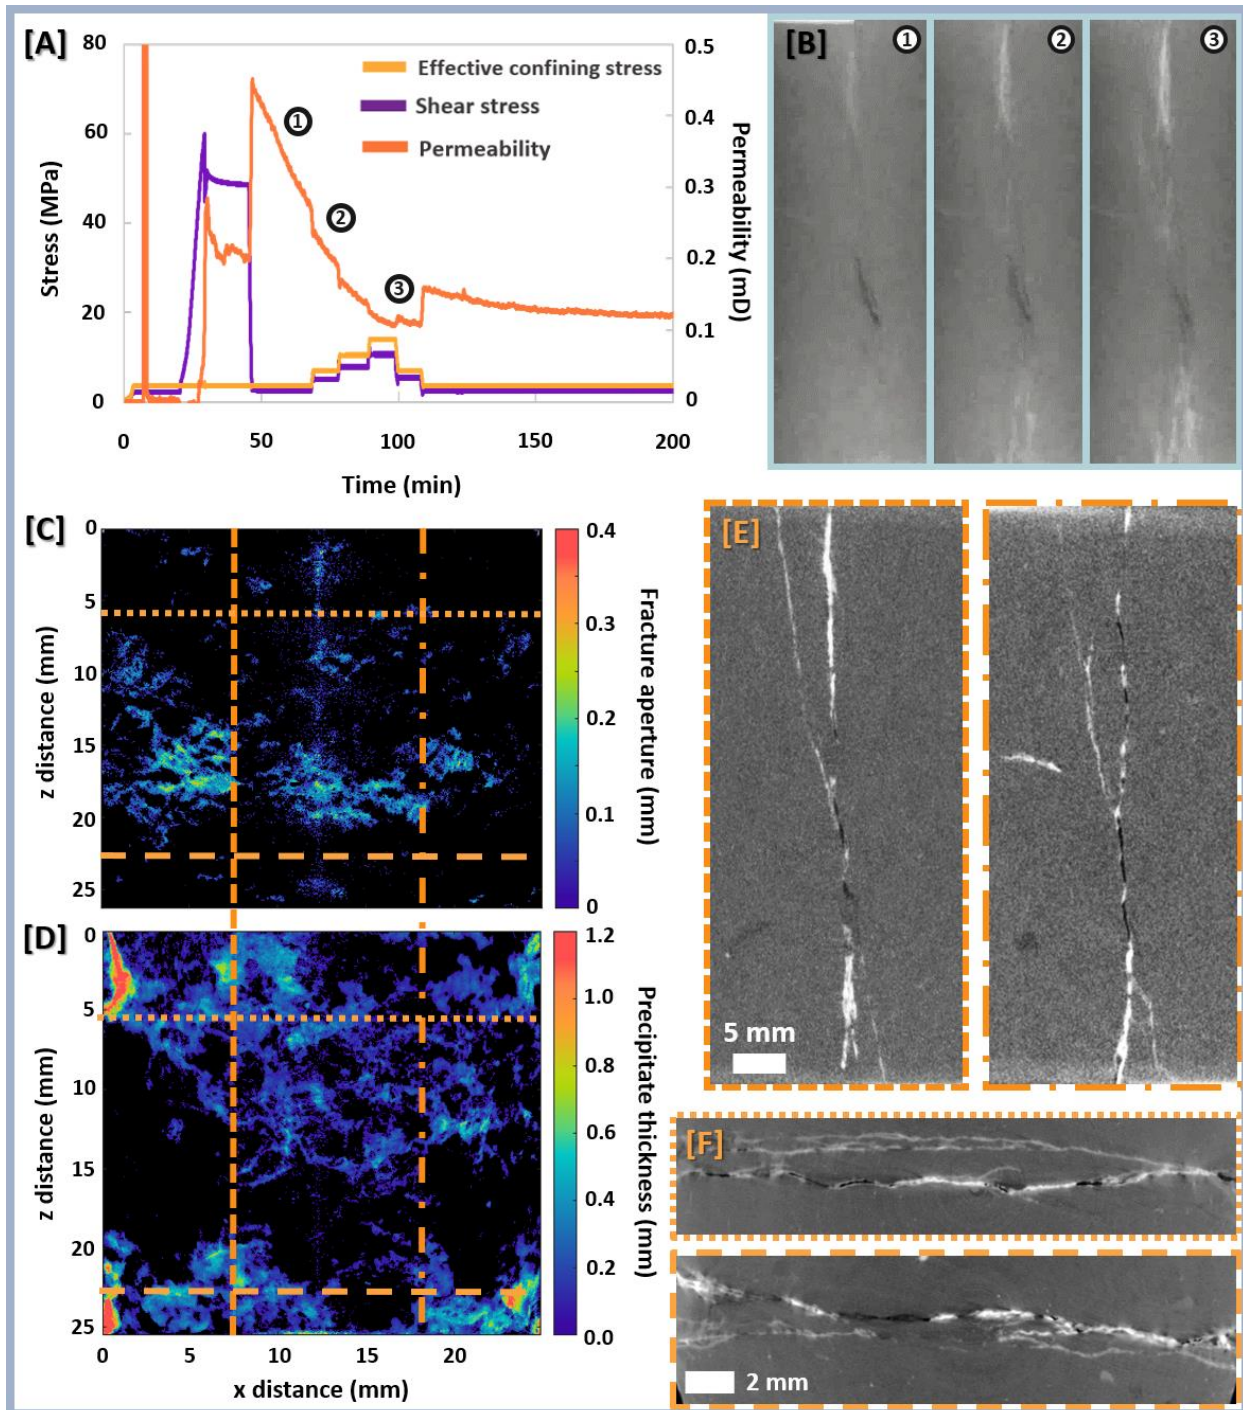 [A]
80
60
40
20
0
Stress (MPa)
0 50 100 150 200
Time (min)
0.5
0.4
0.3
0.2
0.1
0
Permeability (mD)
Effective confining stress
Shear stress
Permeability
1
2
3
[B]
1
2
3
[C]
0
5
10
15
20
25
z distance (mm)
0.4
0.3
0.2
0.1
0
Fracture aperture (mm)
[D]
0
5
10
15
20
25
z distance (mm)
0 5 10 15 20
x distance (mm)
1.2
1.0
0.8
0.6
0.4
0.2
0.0
Precipitate thickness (mm)
[E]
5 mm
[F]
2 mm